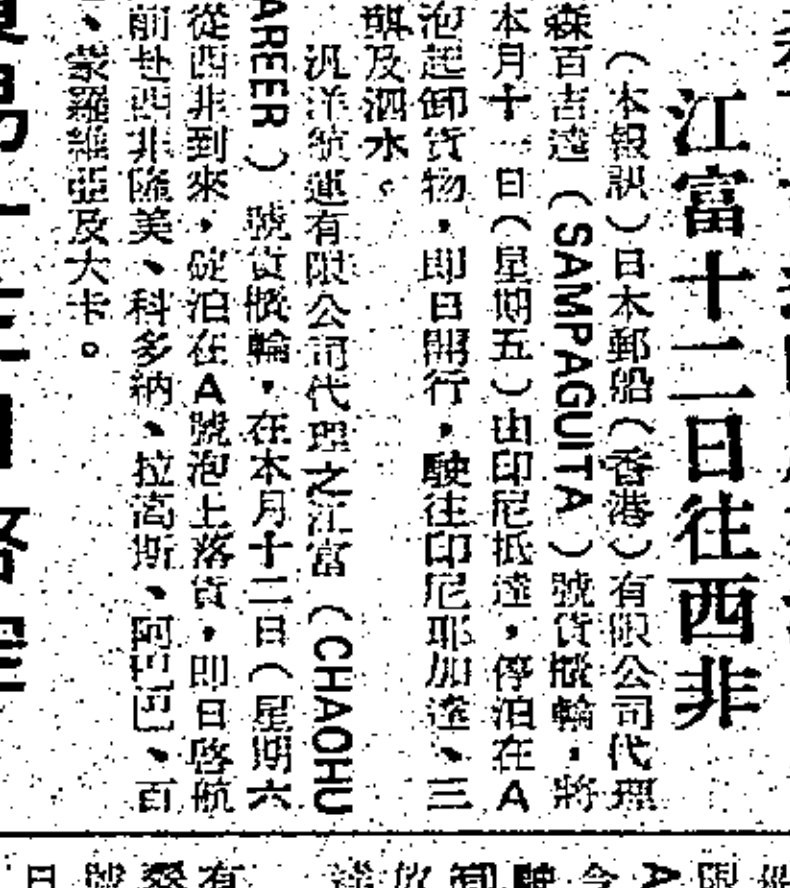 江富十二日往西非
（本報訊）日本郵船（香港）有限公司代理
森百吉達（SAMPAGUITA）號貨櫃輪，將
本月十一日（星期五）由印尼抵達，停泊在A
泡起卸貨物，即日開行，駛往印尼耶加達、三
及泗水。
汎洋航運有限公司代理之江富（CHAOHU
AREER）號貨櫃輪，在本月十二日（星期六
從西非到來，碇泊在A號泡上落貨，即日啓航
前赴西非隆美、科多納、拉高斯、阿巴巴、百
、蒙羅維亞及大卡。